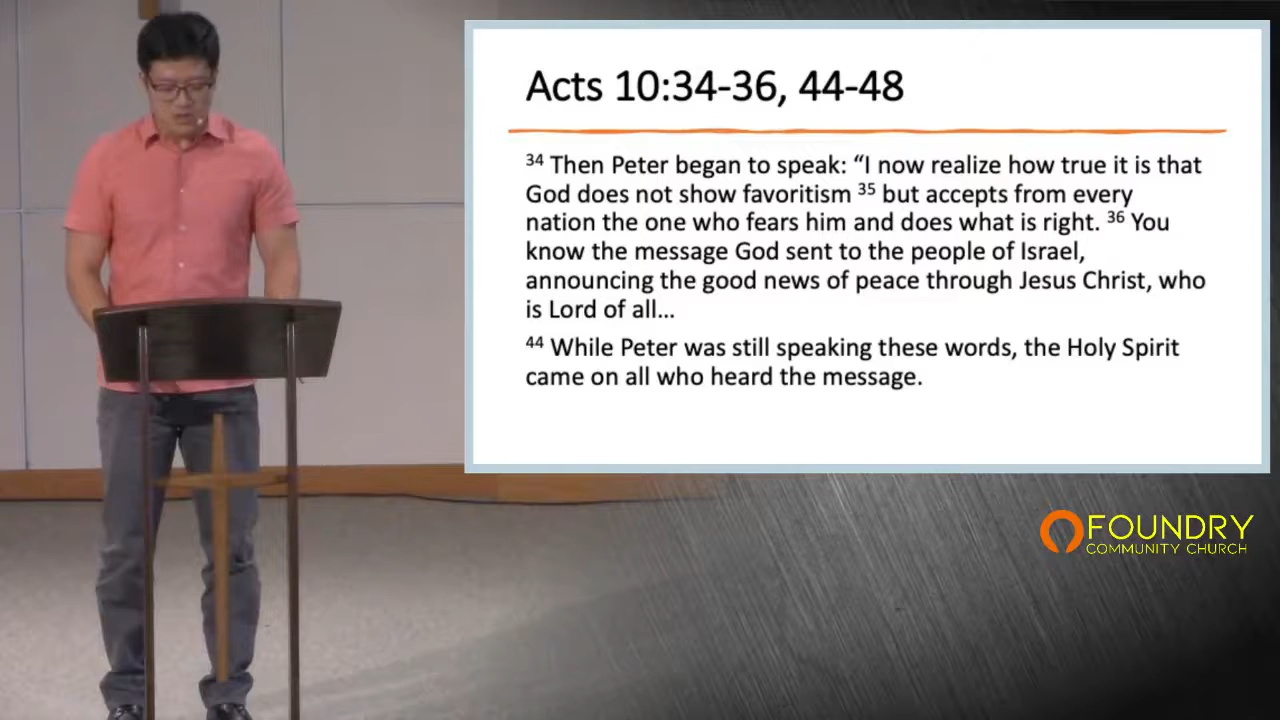 Acts 10:34-36, 44-48
34 Then Peter began to speak: “I now realize how true it is that
God does not show favoritism 35 but accepts from every
nation the one who fears him and does what is right. 36 You
know the message God sent to the people of Israel,
announcing the good news of peace through Jesus Christ, who
is Lord of all…
44 While Peter was still speaking these words, the Holy Spirit
came on all who heard the message.
FOUNDRY
COMMUNITY CHURCH